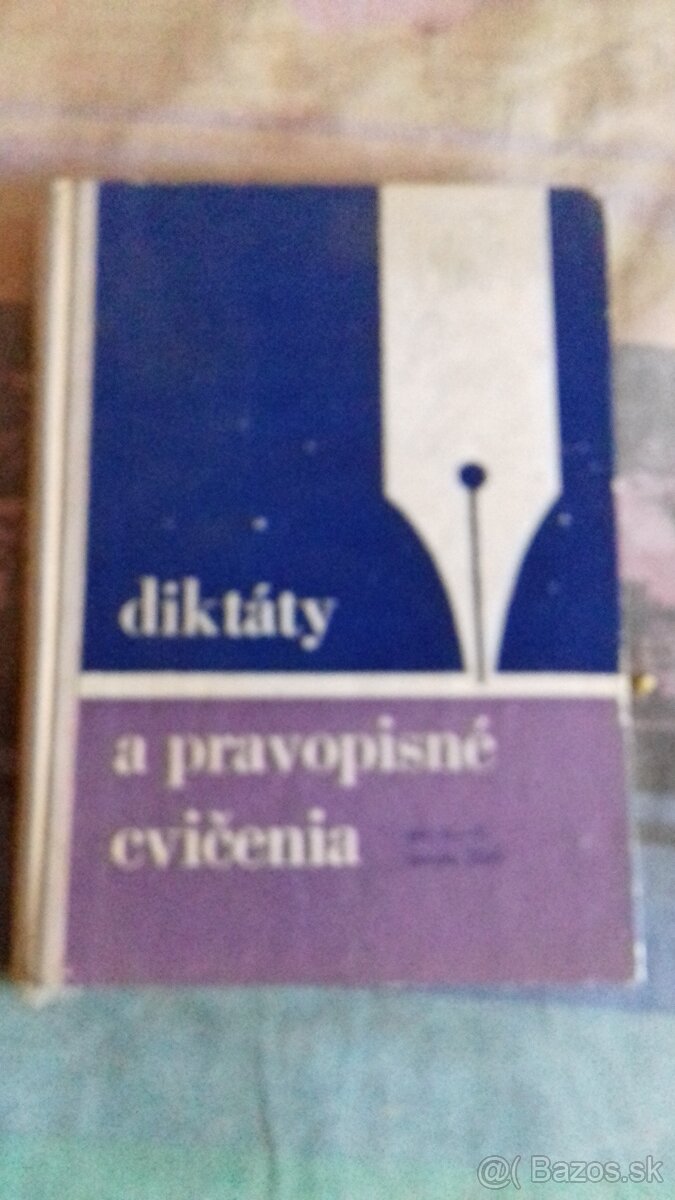 diktáty
a pravopisné
cvičenia
@( Bazos.sk